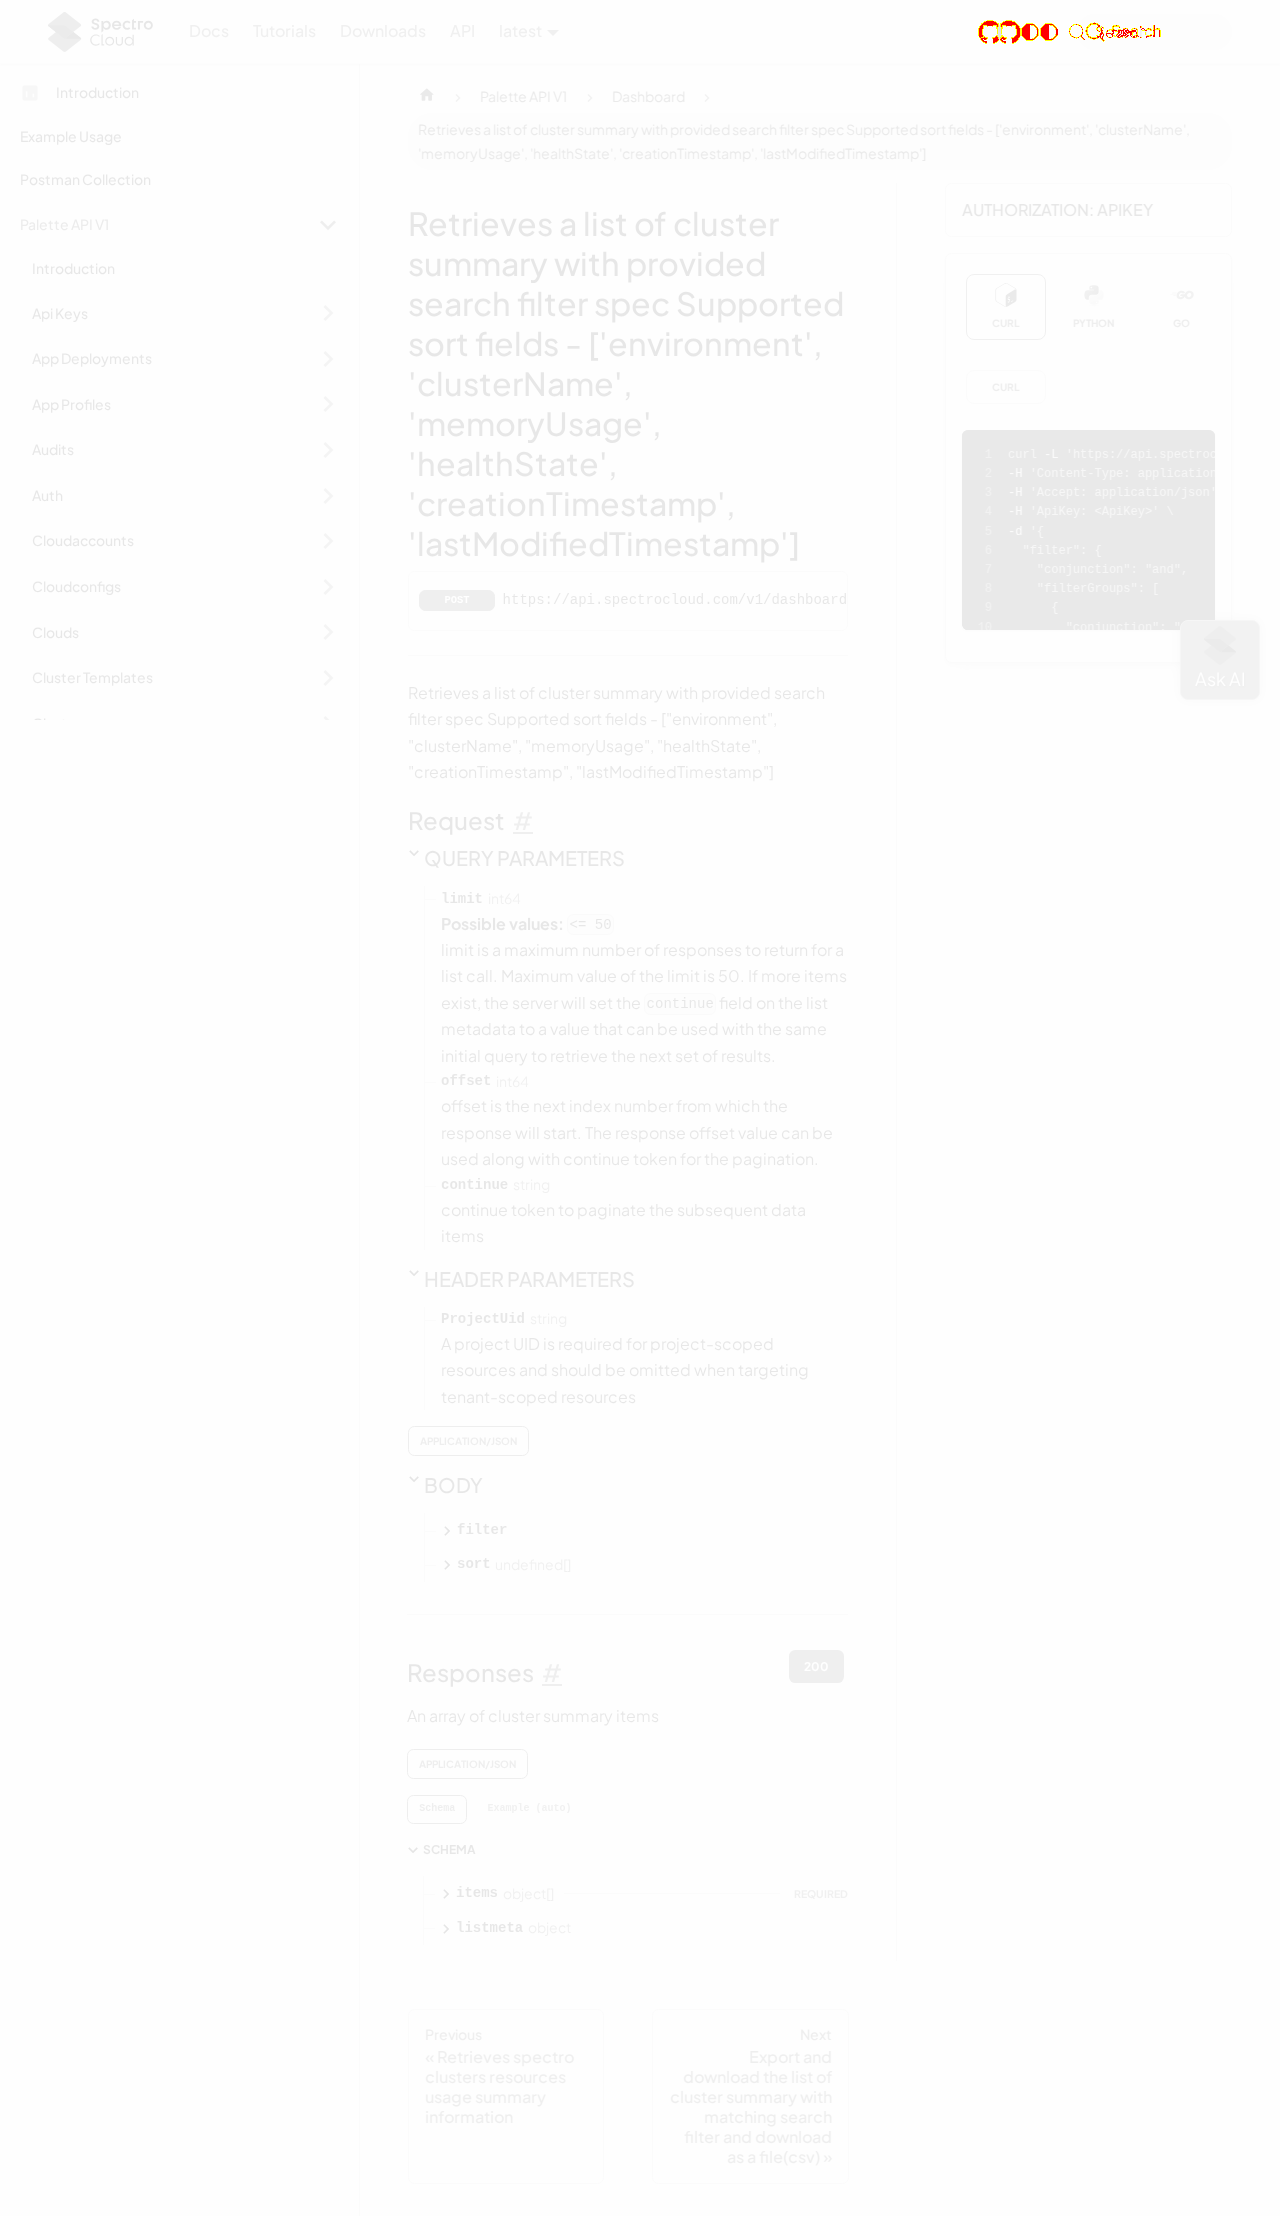 Spectro
Cloud
Docs Tutorials Downloads API latest
Introduction
Example Usage
Postman Collection
Palette API V1
Introduction
Api Keys
App Deployments
App Profiles
Audits
Auth
Cloudaccounts
Cloudconfigs
Clouds
Cluster Templates
Palette API V1 > Dashboard >
Retrieves a list of cluster summary with provided search filter spec Supported sort fields - ['environment', 'clusterName',
'memoryUsage', 'healthState', 'creationTimestamp', 'lastModifiedTimestamp']
Retrieves a list of cluster
summary with provided
search filter spec Supported
sort fields - ['environment',
'clusterName',
'memoryUsage',
'healthState',
'creationTimestamp',
'lastModifiedTimestamp']
POST https://api.spectrocloud.com/v1/dashboard
Retrieves a list of cluster summary with provided search
filter spec Supported sort fields - ["environment",
"clusterName", "memoryUsage", "healthState",
"creationTimestamp", "lastModifiedTimestamp"]
Request #
QUERY PARAMETERS
limit int64
Possible values: <= 50
limit is a maximum number of responses to return for a
list call. Maximum value of the limit is 50. If more items
exist, the server will set the continue field on the list
metadata to a value that can be used with the same
initial query to retrieve the next set of results.
offset int64
offset is the next index number from which the
response will start. The response offset value can be
used along with continue token for the pagination.
continue string
continue token to paginate the subsequent data
items
HEADER PARAMETERS
ProjectUid string
A project UID is required for project-scoped
resources and should be omitted when targeting
tenant-scoped resources
APPLICATION/JSON
BODY
filter
sort undefined[]
Responses #
200
An array of cluster summary items
APPLICATION/JSON
Schema Example (auto)
SCHEMA
items object[] REQUIRED
listmeta object
Previous
« Retrieves spectro
clusters resources
usage summary
information
Next
Export and
download the list of
cluster summary with
matching search
filter and download
as a file(csv) »
AUTHORIZATION: APIKEY
CURL PYTHON GO
GO
CURL
1 curl -L 'https://api.spectroc
2 -H 'Content-Type: application
3 -H 'Accept: application/json'
4 -H 'ApiKey: <ApiKey>' \
5 -d '{
6 "filter": {
7 "conjunction": "and",
8 "filterGroups": [
9 {
10 "conjunction": "
Ask AI